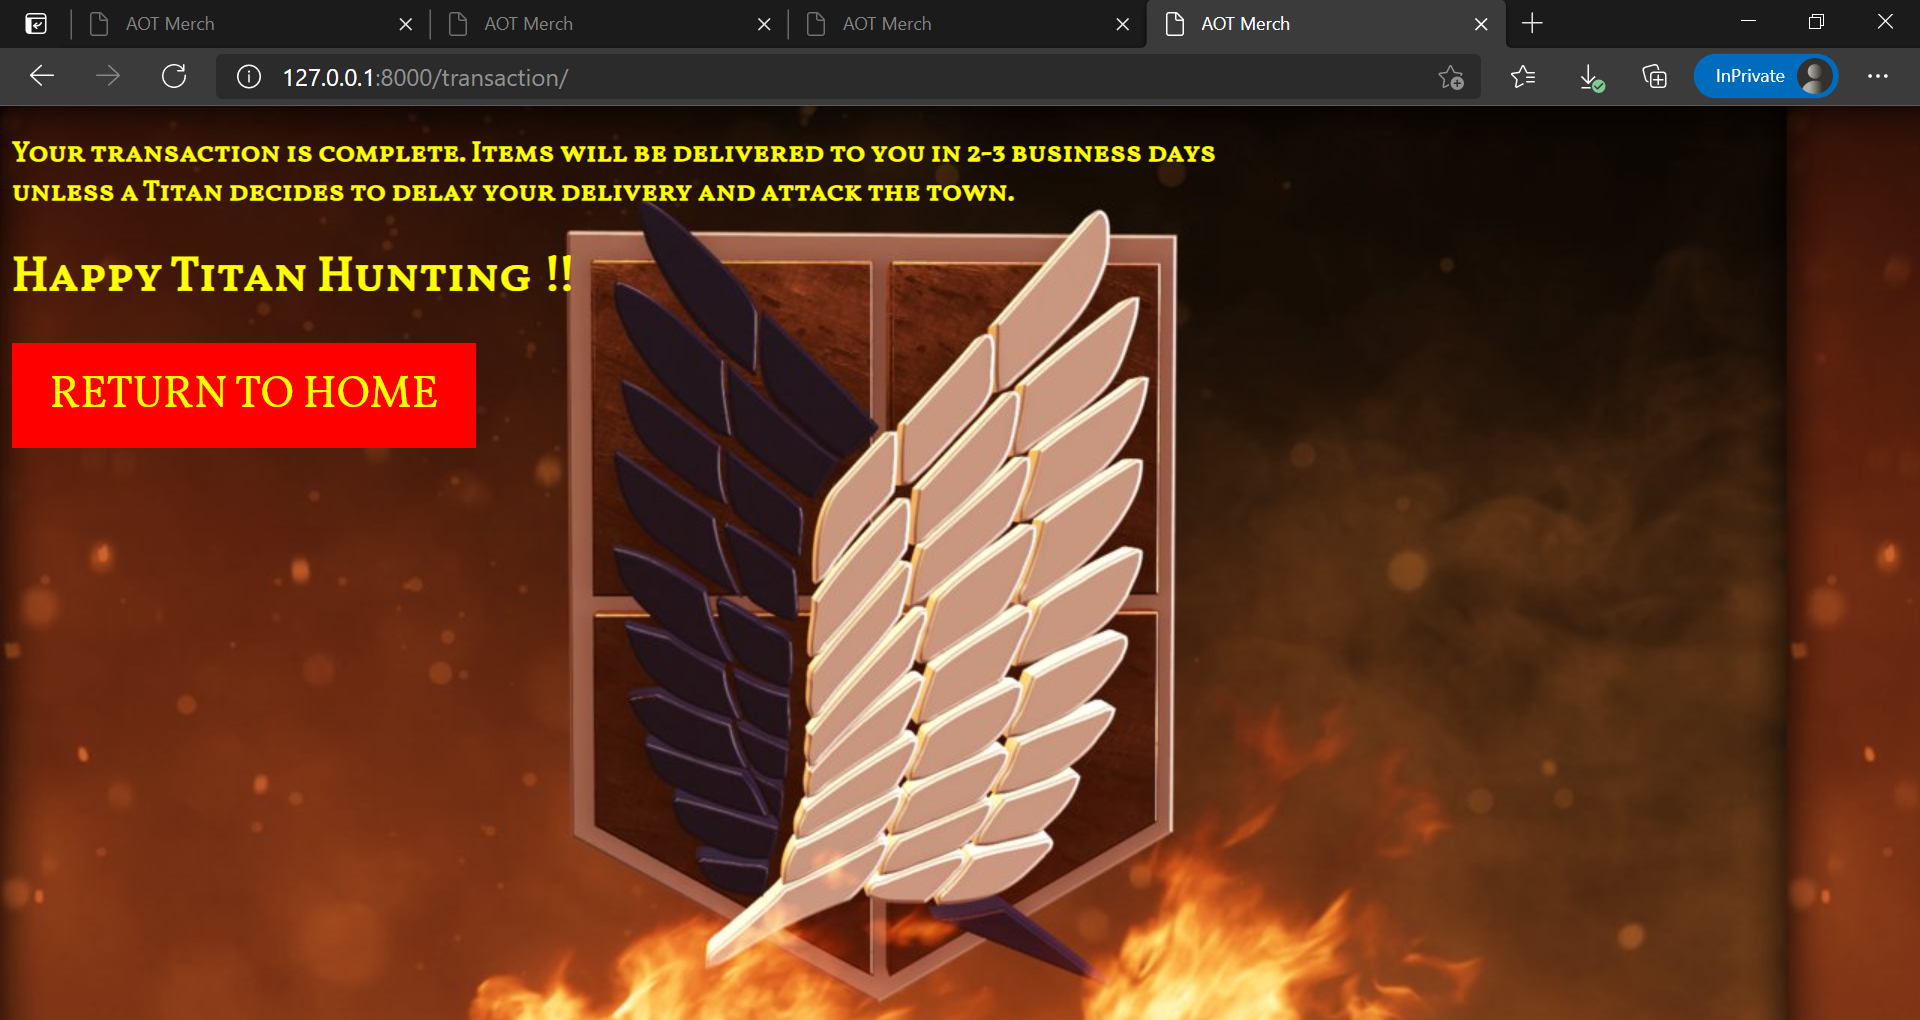 AOT Merch
AOT Merch
AOT Merch
AOT Merch
127.0.0.1:8000/transaction/
InPrivate
Your transaction is complete. Items will be delivered to you in 2-3 business days
unless a Titan decides to delay your delivery and attack the town.
Happy Titan Hunting !!
RETURN TO HOME